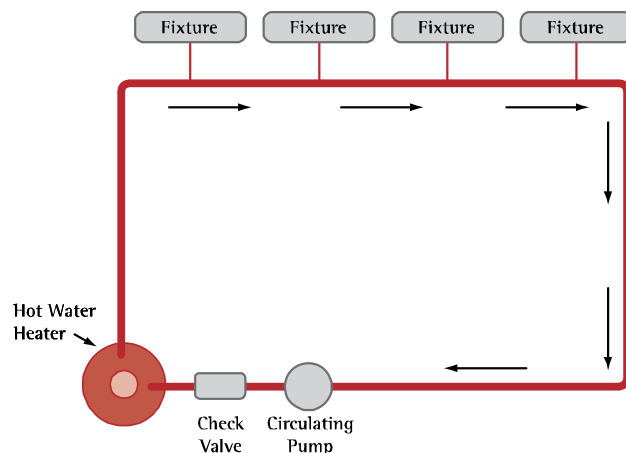 Fixture
Fixture
Fixture
Fixture
Hot Water
Heater
Check
Valve
Circulating
Pump